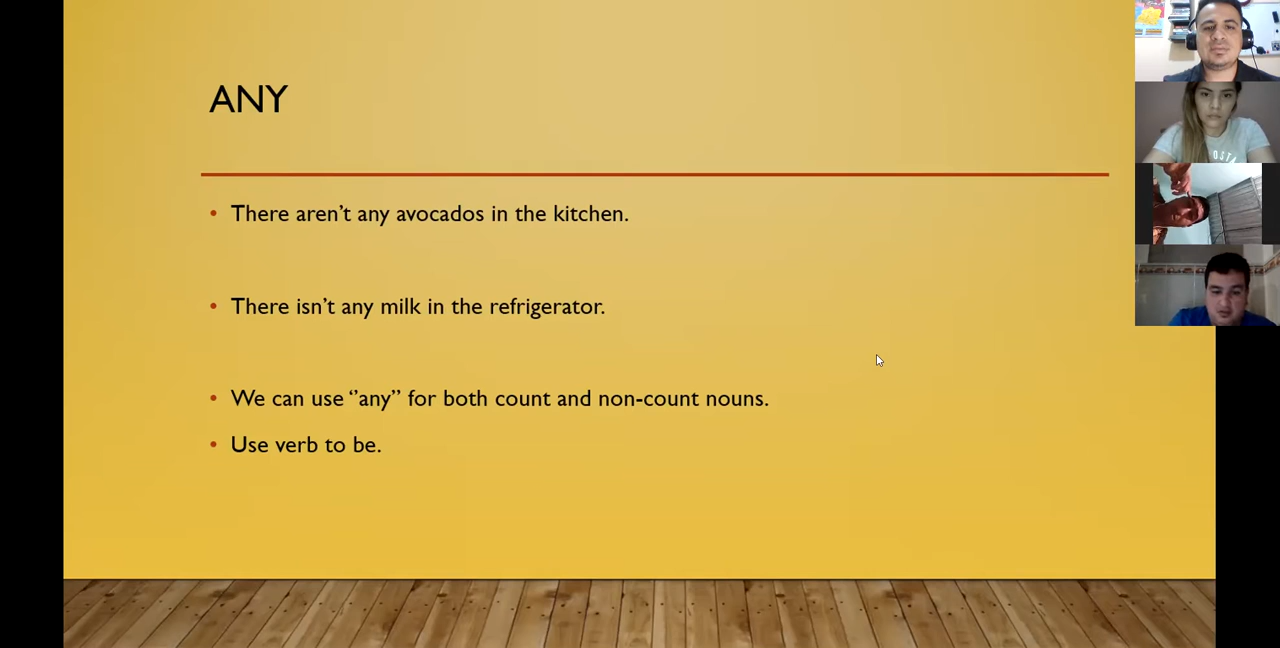 ANY
• There aren’t any avocados in the kitchen.
• There isn’t any milk in the refrigerator.
• We can use ‘’any’’ for both count and non-count nouns.
• Use verb to be.